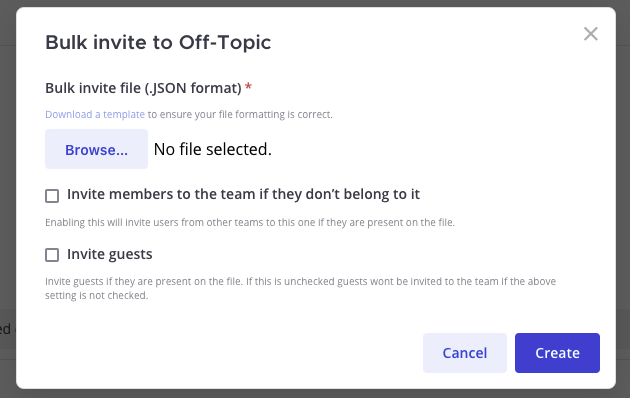 Bulk invite to Off-Topic
Bulk invite file (.JSON format) *
Download a template to ensure your file formatting is correct.
Browse... No file selected.
Invite members to the team if they don’t belong to it
Enabling this will invite users from other teams to this one if they are present on the file.
Invite guests
Invite guests if they are present on the file. If this is unchecked guests wont be invited to the team if the above
setting is not checked.
ed
Cancel Create